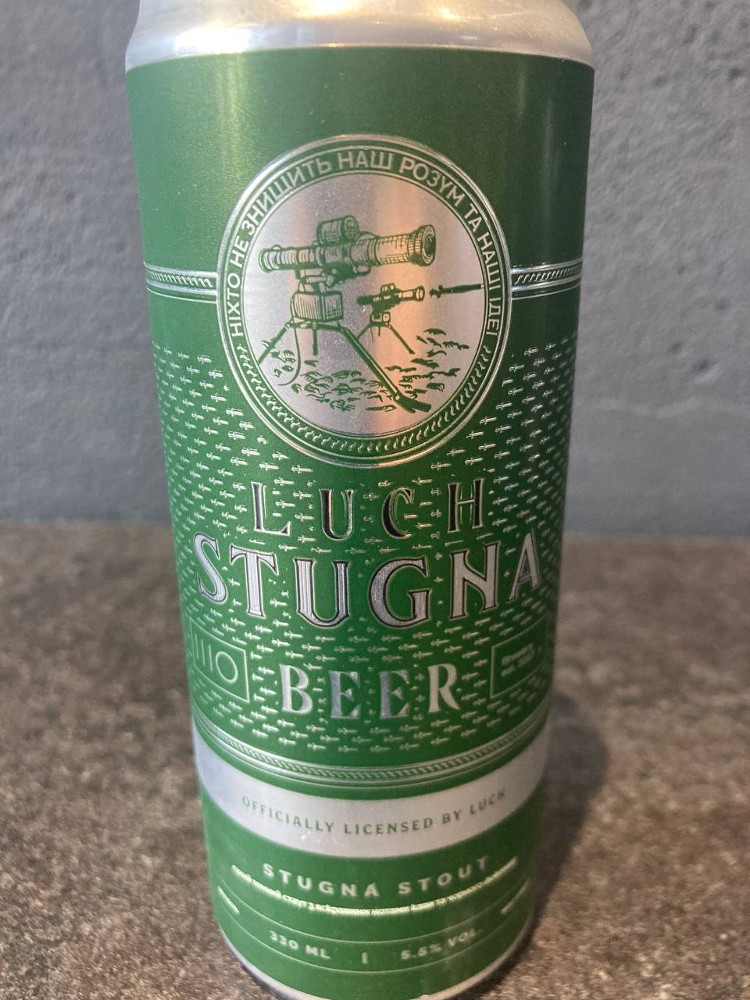 НІХТО НЕ ЗНИЩИТЬ НАШ РОЗУМ ТА НАШІ ІДЕЇ
LUCH
STUGNA
BEER
OFFICIALLY LICENSED BY LUCH
STUGNA STOUT
330 ML | 5.5% VOL.